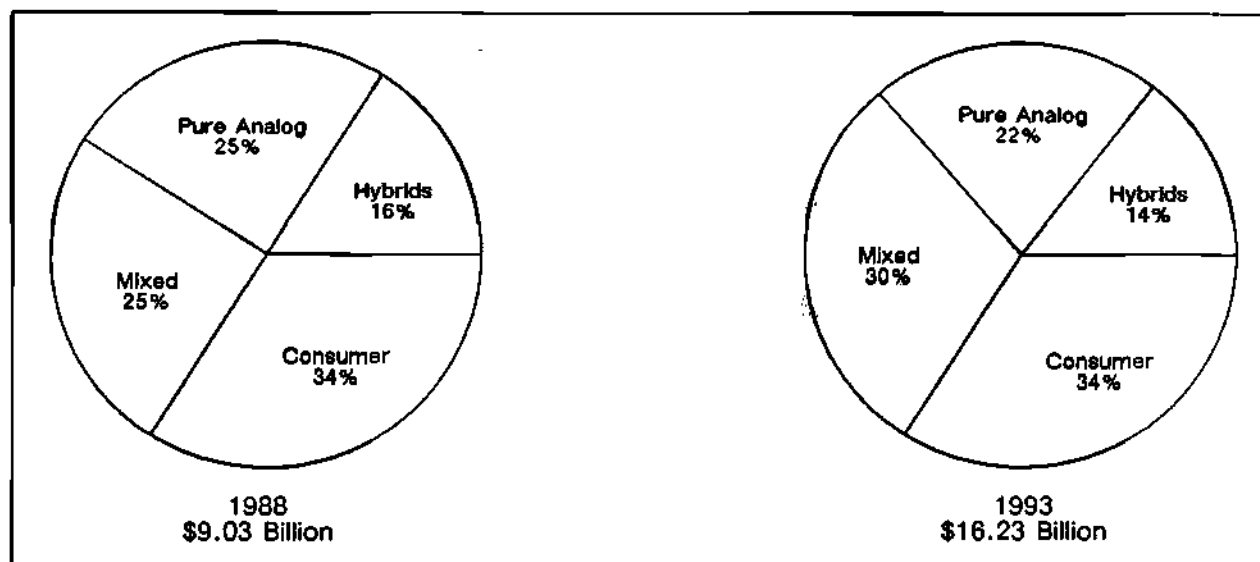 Pure Analog
25%
Hybrids
16%
Mixed
25%
Consumer
34%
1988
$9.03 Billion
Pure Analog
22%
Hybrids
14%
Mixed
30%
Consumer
34%
1993
$16.23 Billion